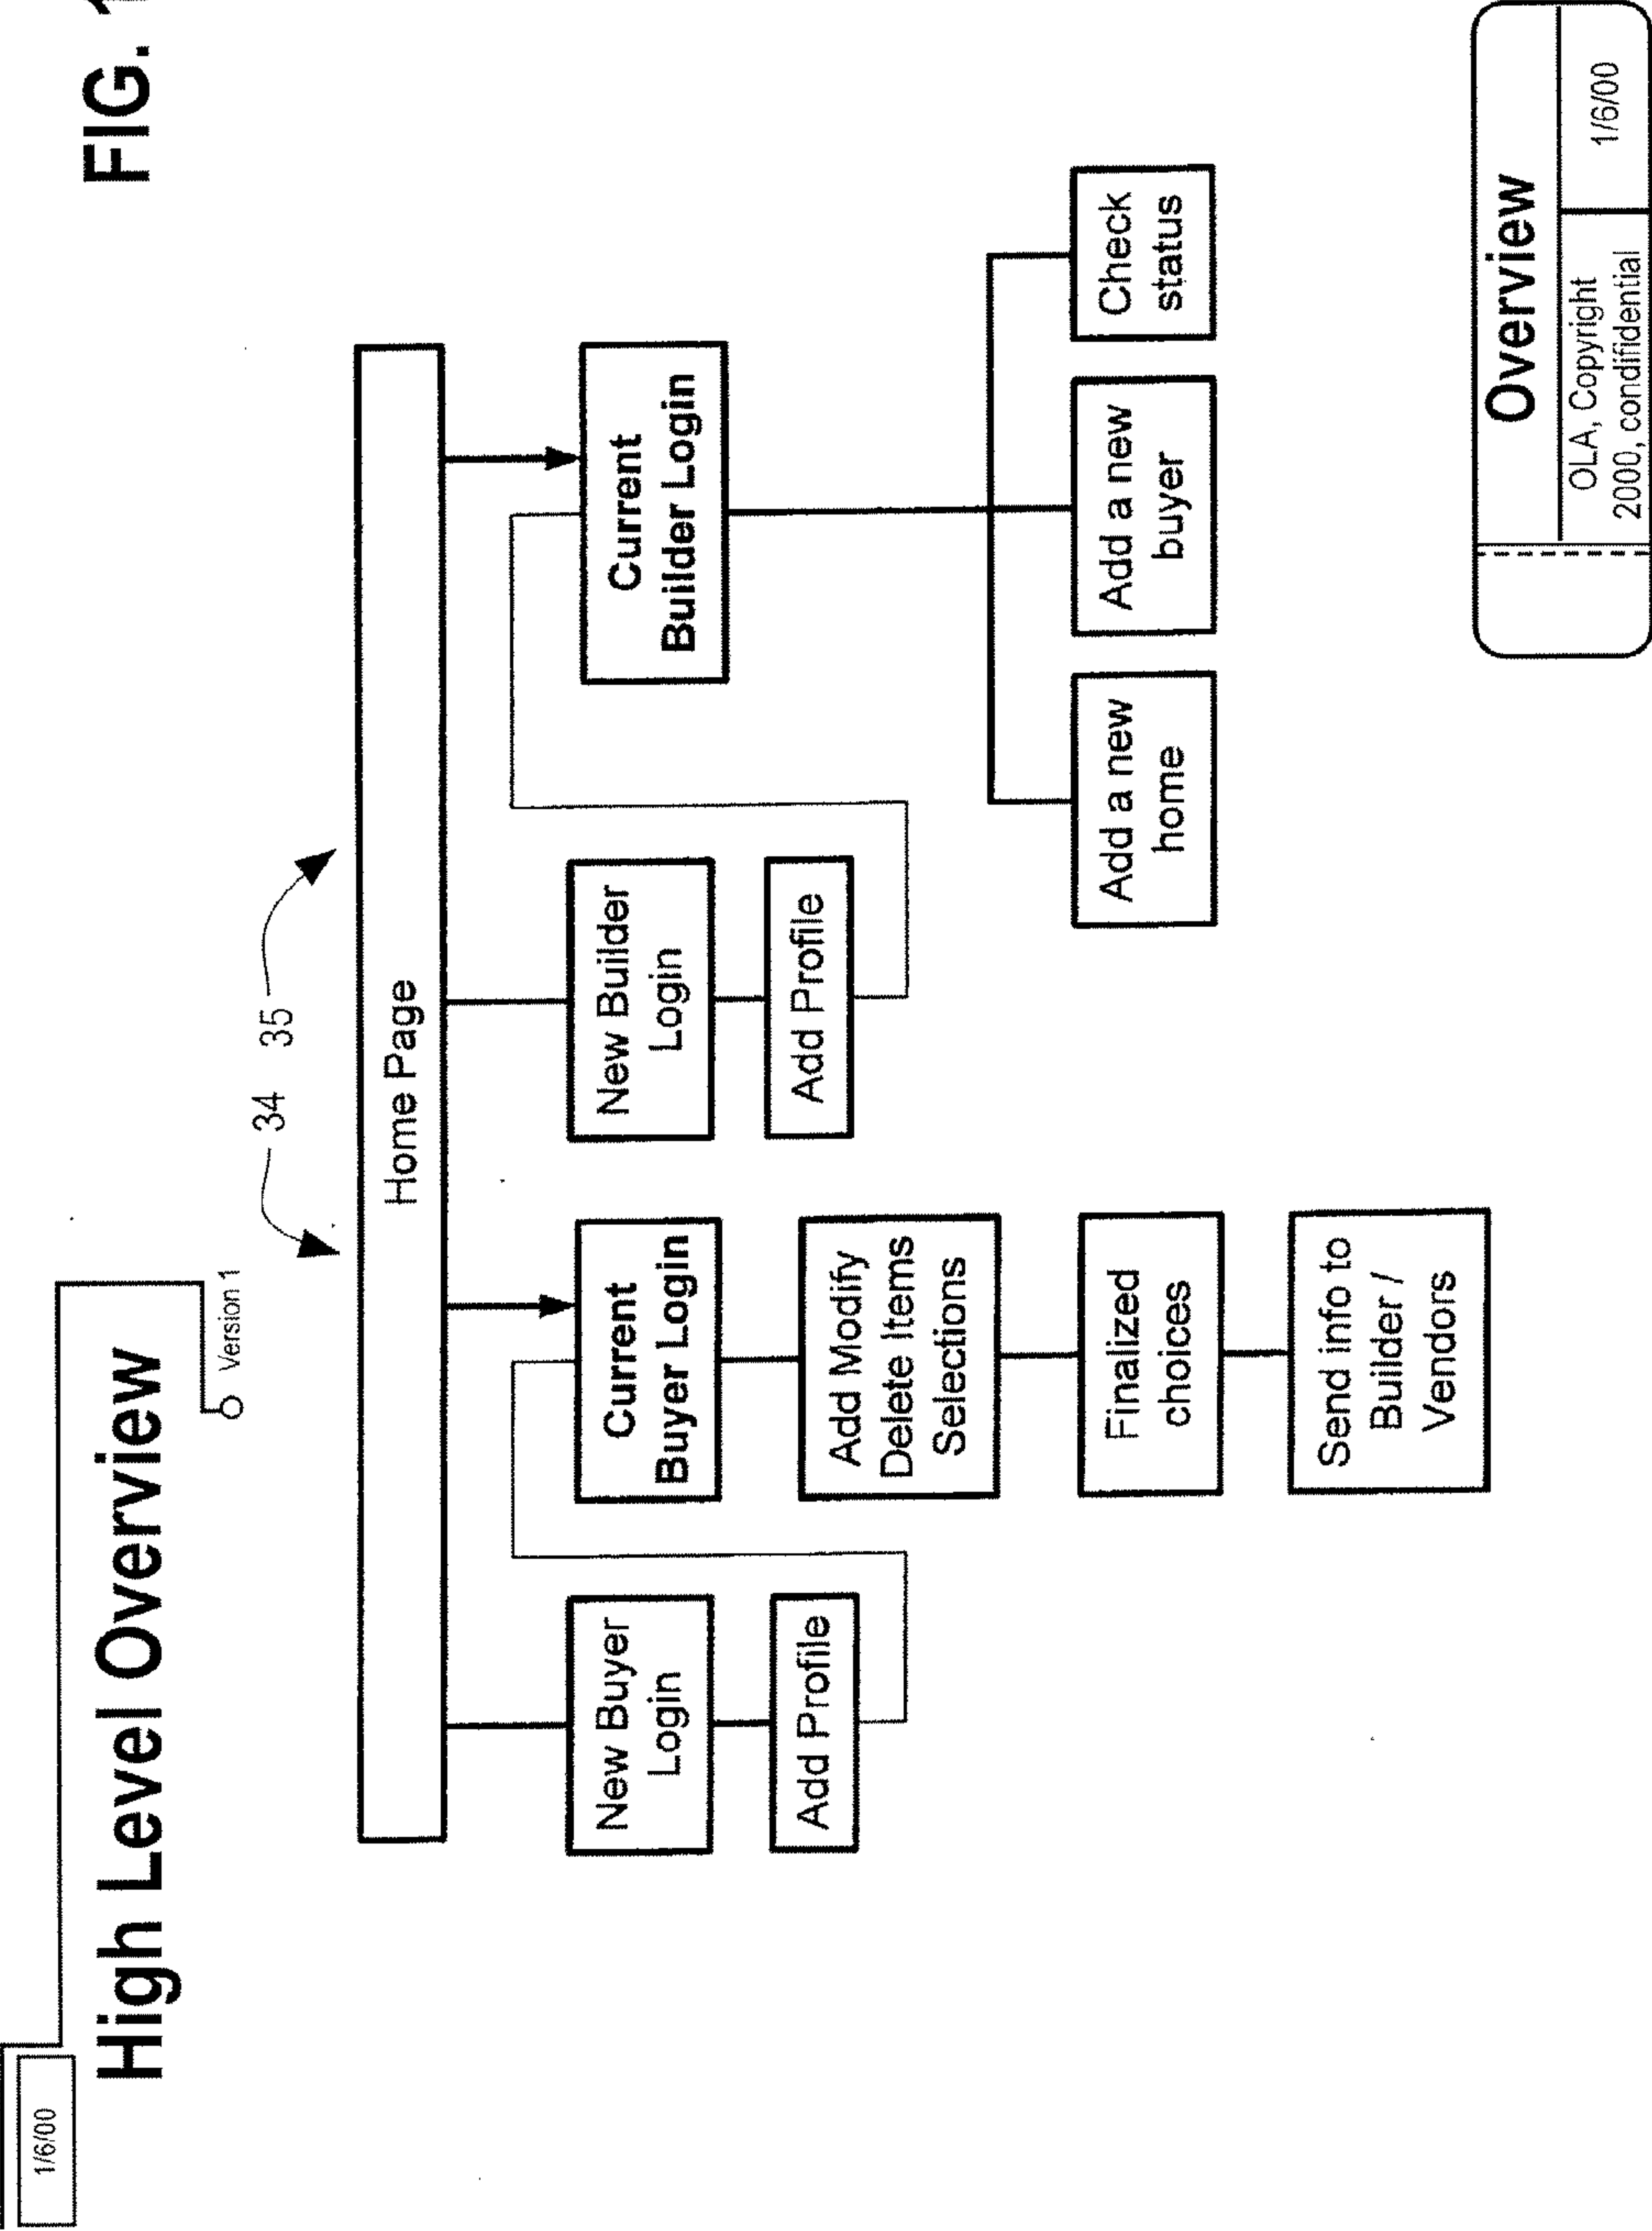 1/6/00
High Level Overview
Version 1
FIG.
34
35
Home Page
New Buyer
Login
Add Profile
Current
Buyer Login
Add Modify
Delete Items
Selections
Finalized
choices
Send info to
Builder /
Vendors
New Builder
Login
Add Profile
Current
Builder Login
Add a new
home
Add a new
buyer
Check
status
Overview
OLA, Copyright
2000, condifidential
1/6/00